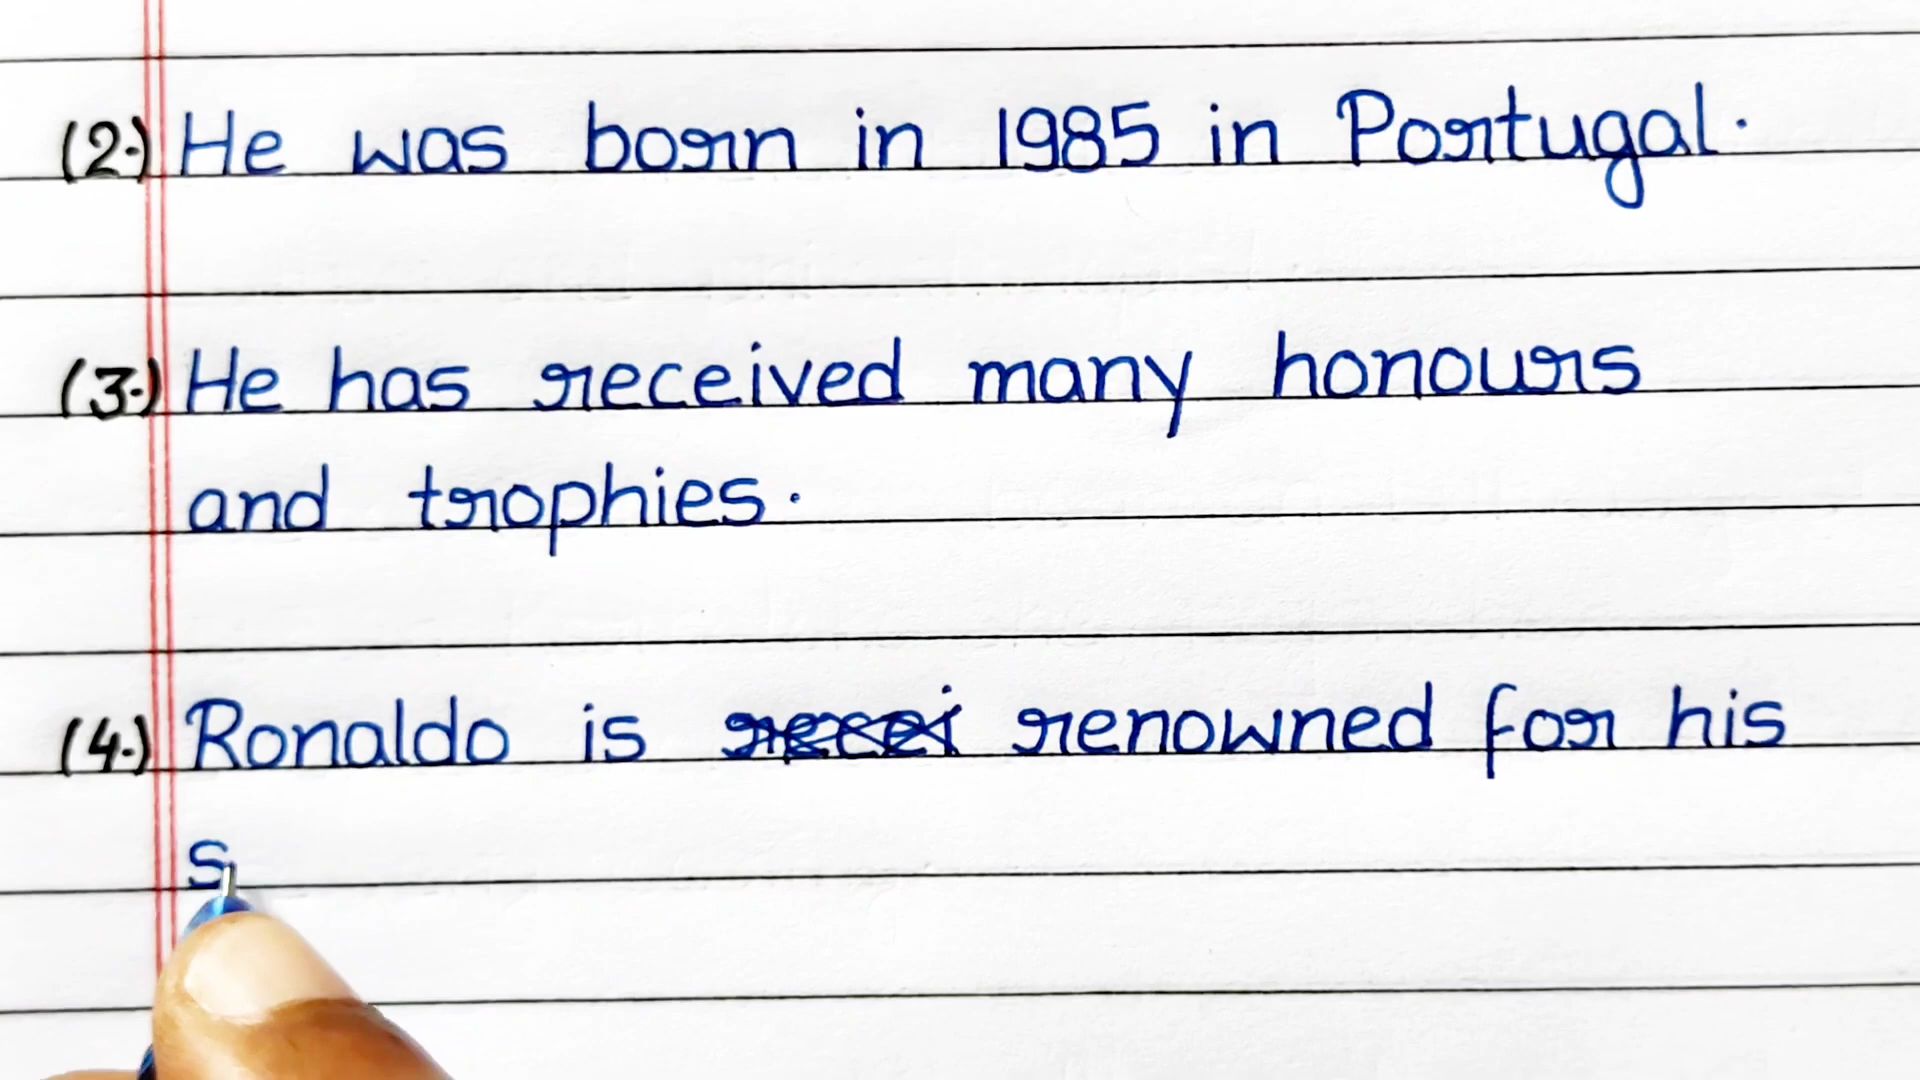 (2.) He was born in 1985 in Portugal.
(3.) He has received many honours
and trophies.
(4.) Ronaldo is recei renowned for his
s